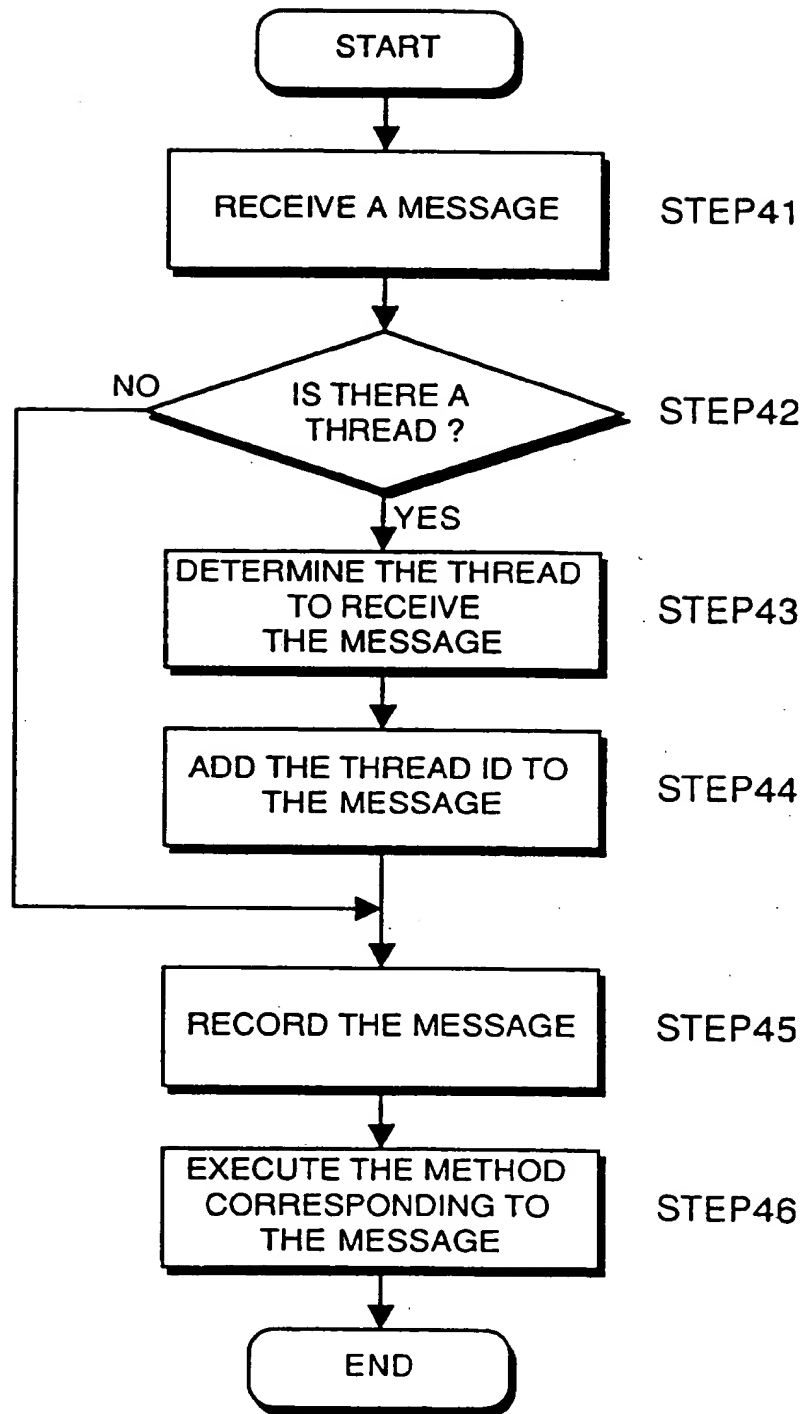 START
RECEIVE A MESSAGE
STEP41
NO
IS THERE A
THREAD ?
STEP42
YES
DETERMINE THE THREAD
TO RECEIVE
THE MESSAGE
STEP43
ADD THE THREAD ID TO
THE MESSAGE
STEP44
RECORD THE MESSAGE
STEP45
EXECUTE THE METHOD
CORRESPONDING TO
THE MESSAGE
STEP46
END